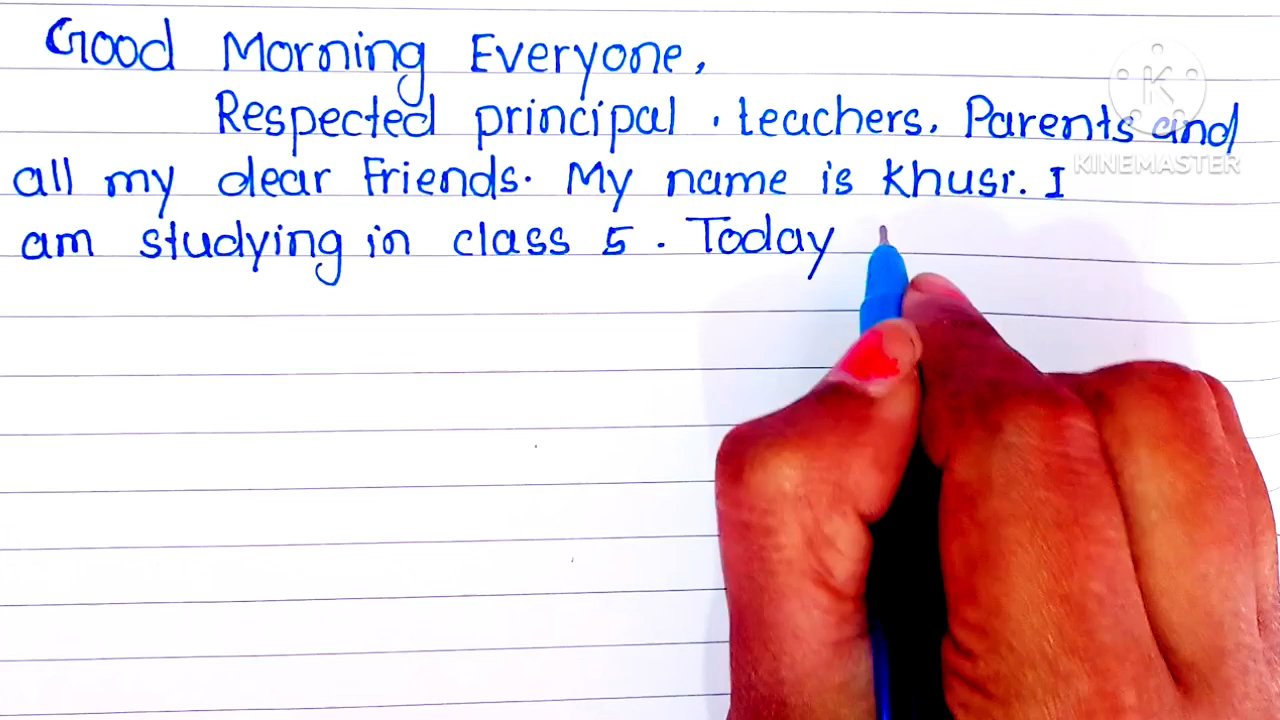 Good Morning Everyone,
Respected principal . teachers. Parents and
all my dear Friends. My name is Khusi. I
am studying in class 5 . Today
K
KINEMASTER